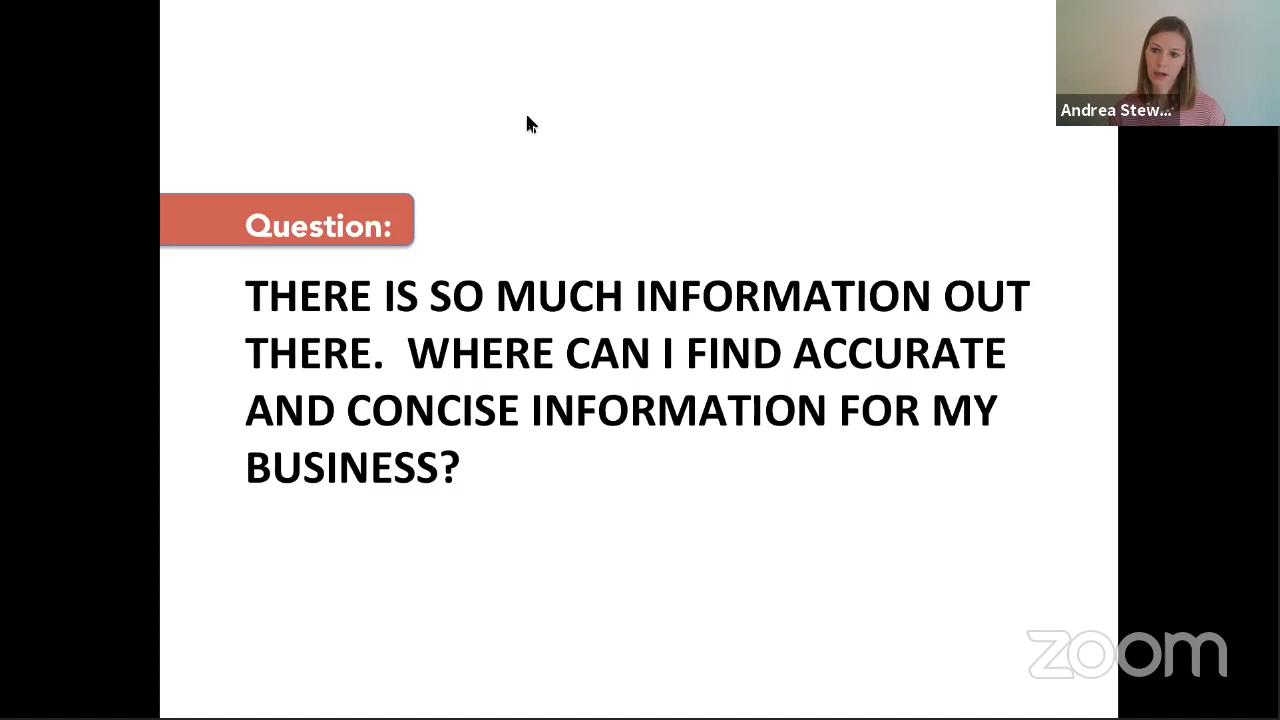 Andrea Stew...
Question:
THERE IS SO MUCH INFORMATION OUT
THERE.  WHERE CAN I FIND ACCURATE
AND CONCISE INFORMATION FOR MY
BUSINESS?
zoom